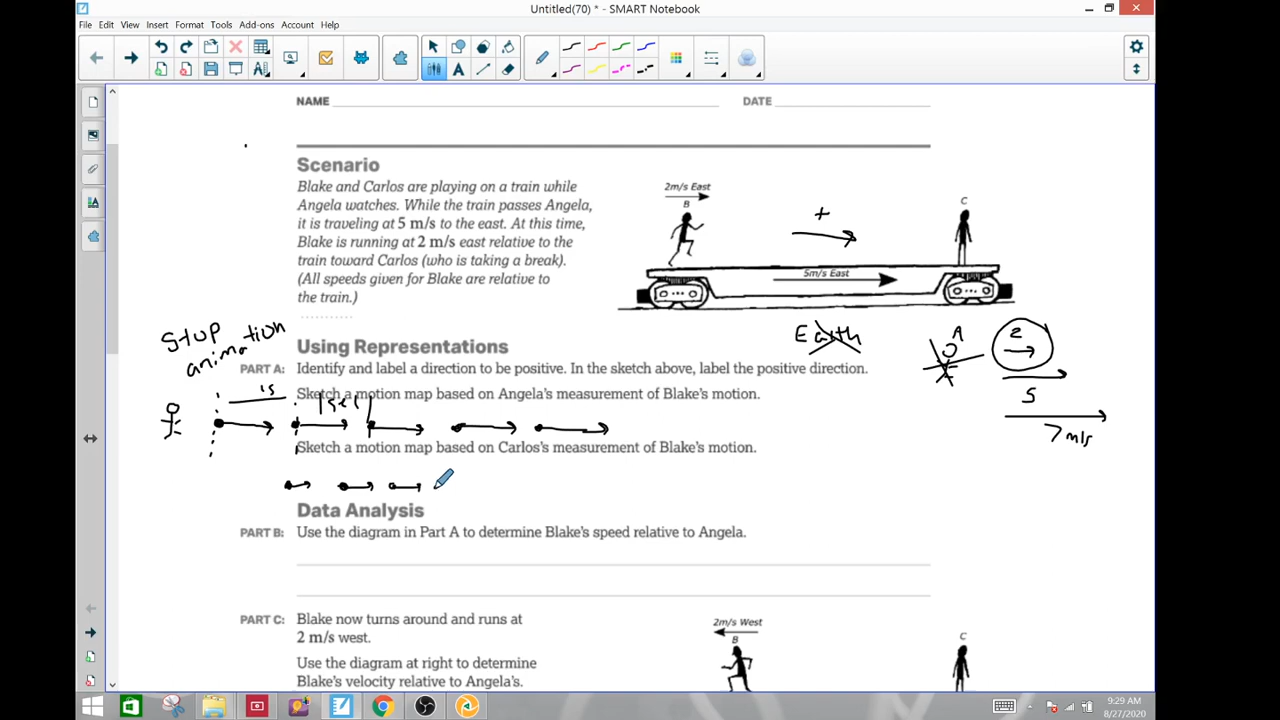 Untitled(70) * - SMART Notebook
File Edit View Insert Format Tools Add-ons Account Help
NAME
DATE
Scenario
Blake and Carlos are playing on a train while
Angela watches. While the train passes Angela,
it is traveling at 5 m/s to the east. At this time,
Blake is running at 2 m/s east relative to the
train toward Carlos (who is taking a break).
(All speeds given for Blake are relative to
the train.)
2m/s East
B
+
C
5m/s East
Earth
A
2
5
7 m/s
Stop
animation
Using Representations
PART A: Identify and label a direction to be positive. In the sketch above, label the positive direction.
Sketch a motion map based on Angela's measurement of Blake's motion.
1s
1sec
Sketch a motion map based on Carlos's measurement of Blake's motion.
Data Analysis
PART B: Use the diagram in Part A to determine Blake's speed relative to Angela.
PART C: Blake now turns around and runs at
2 m/s west.
Use the diagram at right to determine
Blake's velocity relative to Angela's.
2m/s West
B
C
9:29 AM
8/27/2020